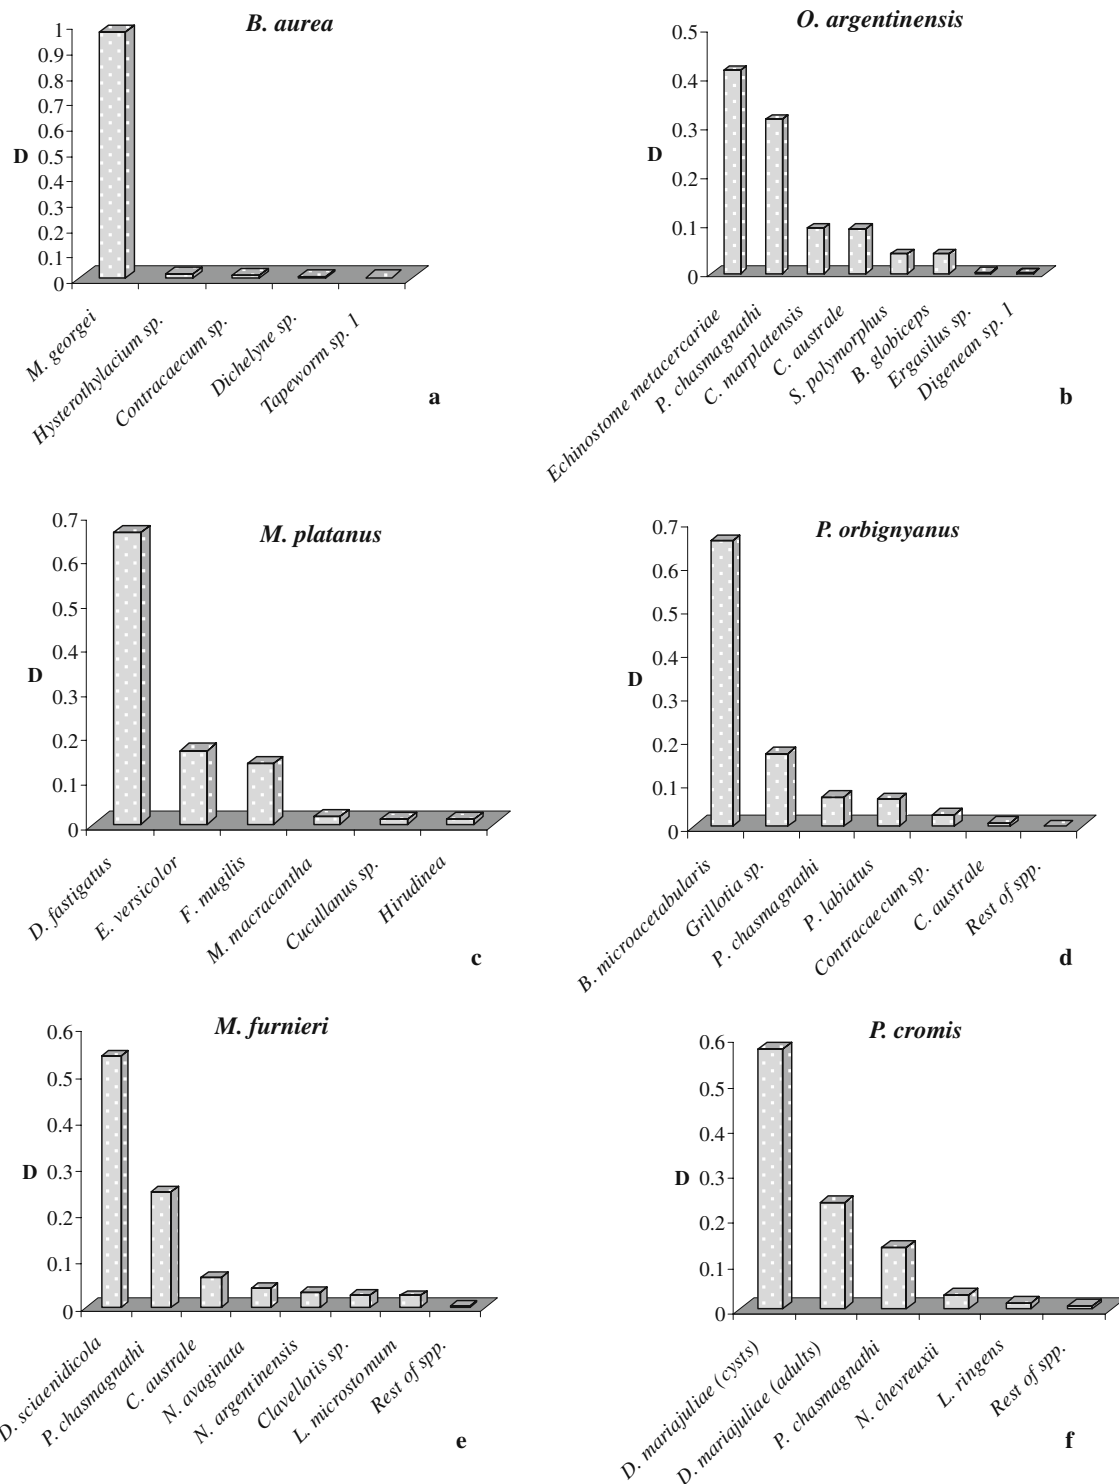 B. aurea
1
0.9
0.8
0.7
0.6
D 0.5
0.4
0.3
0.2
0.1
0
M. georgei
Hysterothylacium sp.
Contracaecum sp.
Dichelyne sp.
Tapeworm sp. 1
a
O. argentinensis
0.5
0.4
0.3
D
0.2
0.1
0
Echinostome metacercariae
P. chasmagnathi
C. marplatensis
C. australe
S. polymorphus
B. globiceps
Ergasilus sp.
Digenean sp. 1
b
M. platanus
0.7
0.6
0.5
0.4
D
0.3
0.2
0.1
0
D. fastigatus
E. versicolor
F. mugilis
M. macracantha
Cucullanus sp.
Hirudinea
c
P. orbignyanus
0.7
0.6
0.5
0.4
D
0.3
0.2
0.1
0
B. microacetabularis
Grillotia sp.
P. chasmagnathi
P. labiatus
Contracaecum sp.
C. australe
Rest of spp.
d
M. furnieri
0.6
0.5
0.4
D 0.3
0.2
0.1
0
D. sciaenidicola
P. chasmagnathi
C. australe
N. avaginata
N. argentinensis
Clavellotis sp.
L. microstomum
Rest of spp.
e
P. cromis
0.6
0.5
0.4
D 0.3
0.2
0.1
0
D. mariajuliae (cysts)
D. mariajuliae (adults)
P. chasmagnathi
N. chevreuxii
L. ringens
Rest of spp.
f